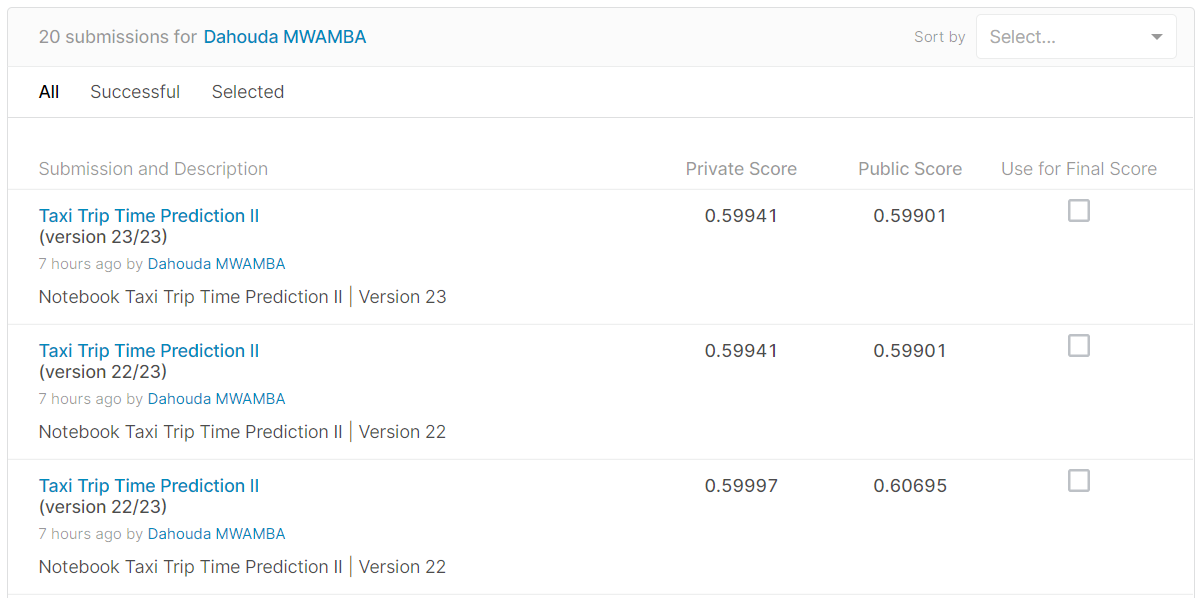 20 submissions for Dahouda MWAMBA Sort by Select...
All Successful Selected
Submission and Description Private Score Public Score Use for Final Score
Taxi Trip Time Prediction II 0.59941 0.59901
(version 23/23)
7 hours ago by Dahouda MWAMBA
Notebook Taxi Trip Time Prediction II | Version 23
Taxi Trip Time Prediction II 0.59941 0.59901
(version 22/23)
7 hours ago by Dahouda MWAMBA
Notebook Taxi Trip Time Prediction II | Version 22
Taxi Trip Time Prediction II 0.59997 0.60695
(version 22/23)
7 hours ago by Dahouda MWAMBA
Notebook Taxi Trip Time Prediction II | Version 22